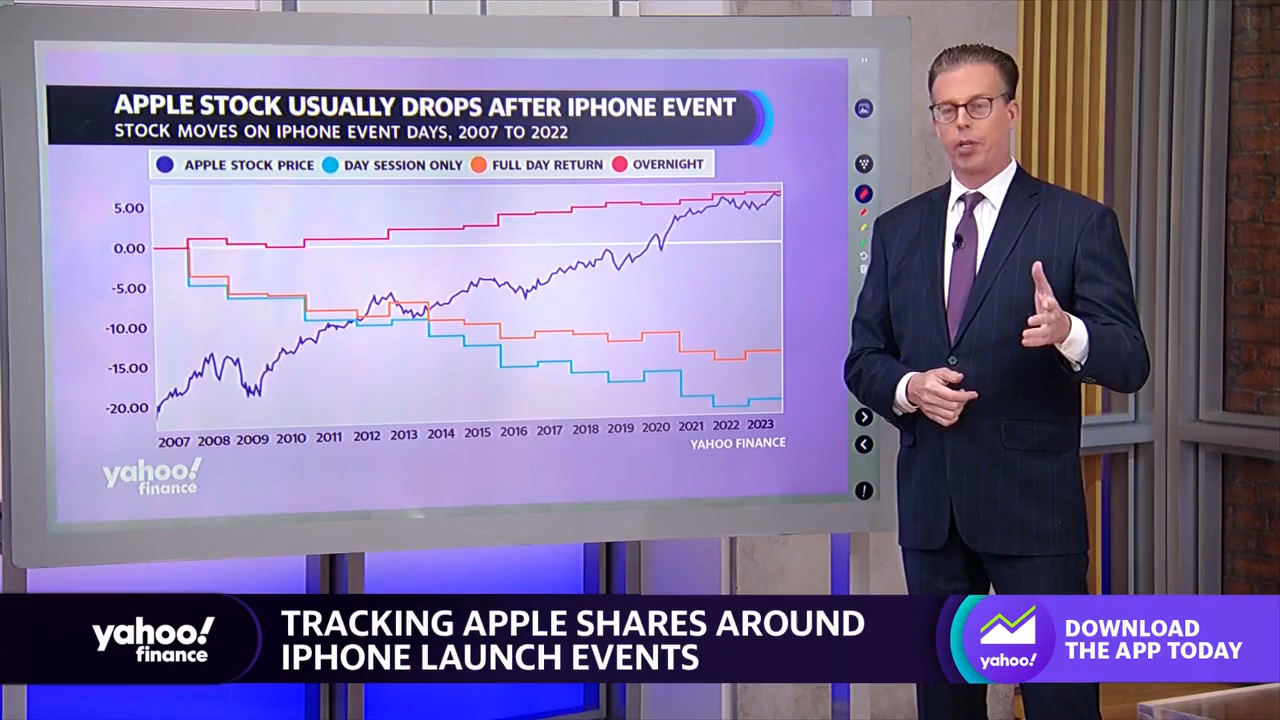 APPLE STOCK USUALLY DROPS AFTER IPHONE EVENT
STOCK MOVES ON IPHONE EVENT DAYS, 2007 TO 2022
APPLE STOCK PRICE DAY SESSION ONLY FULL DAY RETURN OVERNIGHT
5.00
0.00
-5.00
-10.00
-15.00
-20.00
2007 2008 2009 2010 2011 2012 2013 2014 2015 2016 2017 2018 2019 2020 2021 2022 2023
YAHOO FINANCE
yahoo!
finance
yahoo!
finance
TRACKING APPLE SHARES AROUND
IPHONE LAUNCH EVENTS
yahoo!
DOWNLOAD
THE APP TODAY